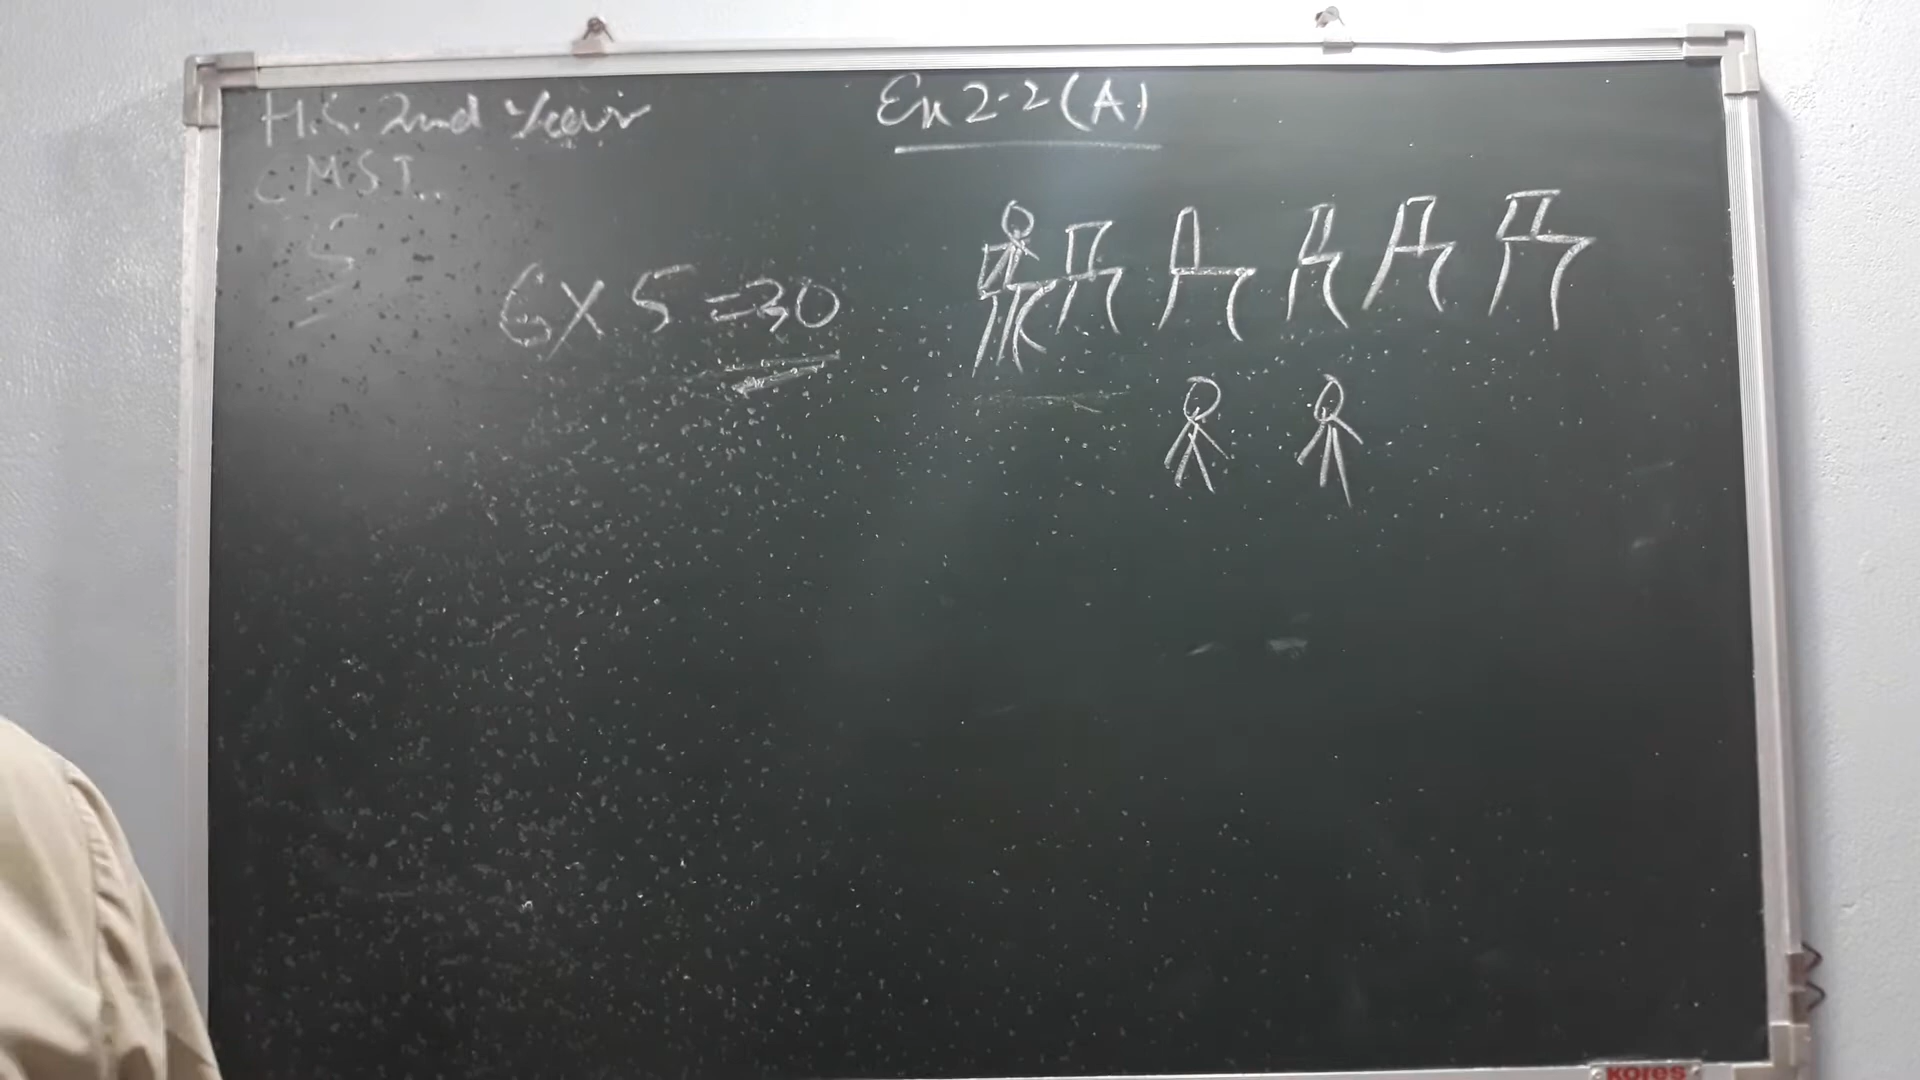 H.S. 2nd Year
Ex 2.2 (A)
CMST..
S
6 X 5 = 30
kores